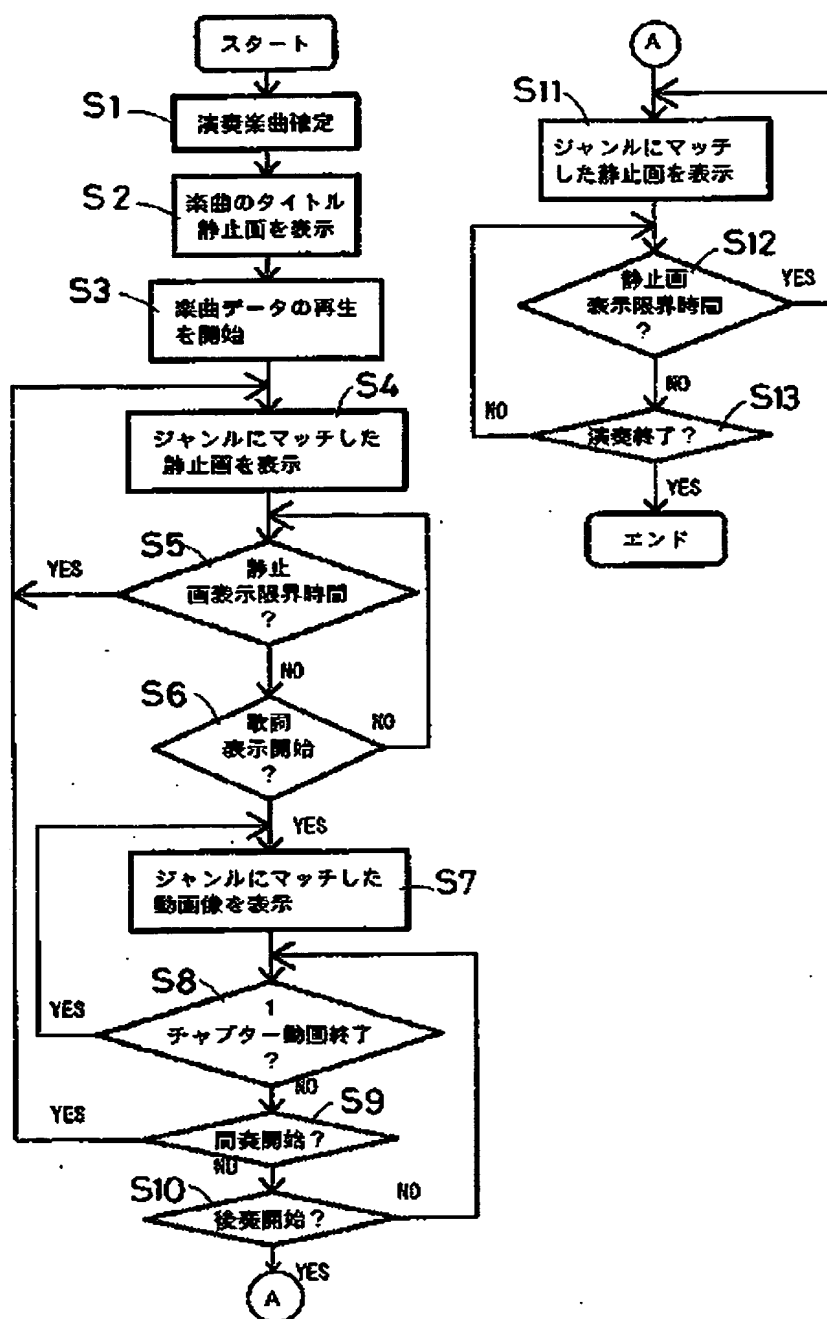 スタート
S1
演奏楽曲確定
S2
楽曲のタイトル
静止画を表示
S3
楽曲データの再生
を開始
S4
ジャンルにマッチした
静止画を表示
S5
静止
画表示限界時間
?
YES
NO
S6
歌詞
表示開始
?
NO
YES
ジャンルにマッチした
動画像を表示
S7
S8
1
チャプター動画終了
?
YES
NO
S9
間奏開始?
YES
NO
S10
後奏開始?
NO
YES
A
A
S11
ジャンルにマッチ
した静止画を表示
S12
静止画
表示限界時間
?
YES
NO
S13
演奏終了?
NO
YES
エンド